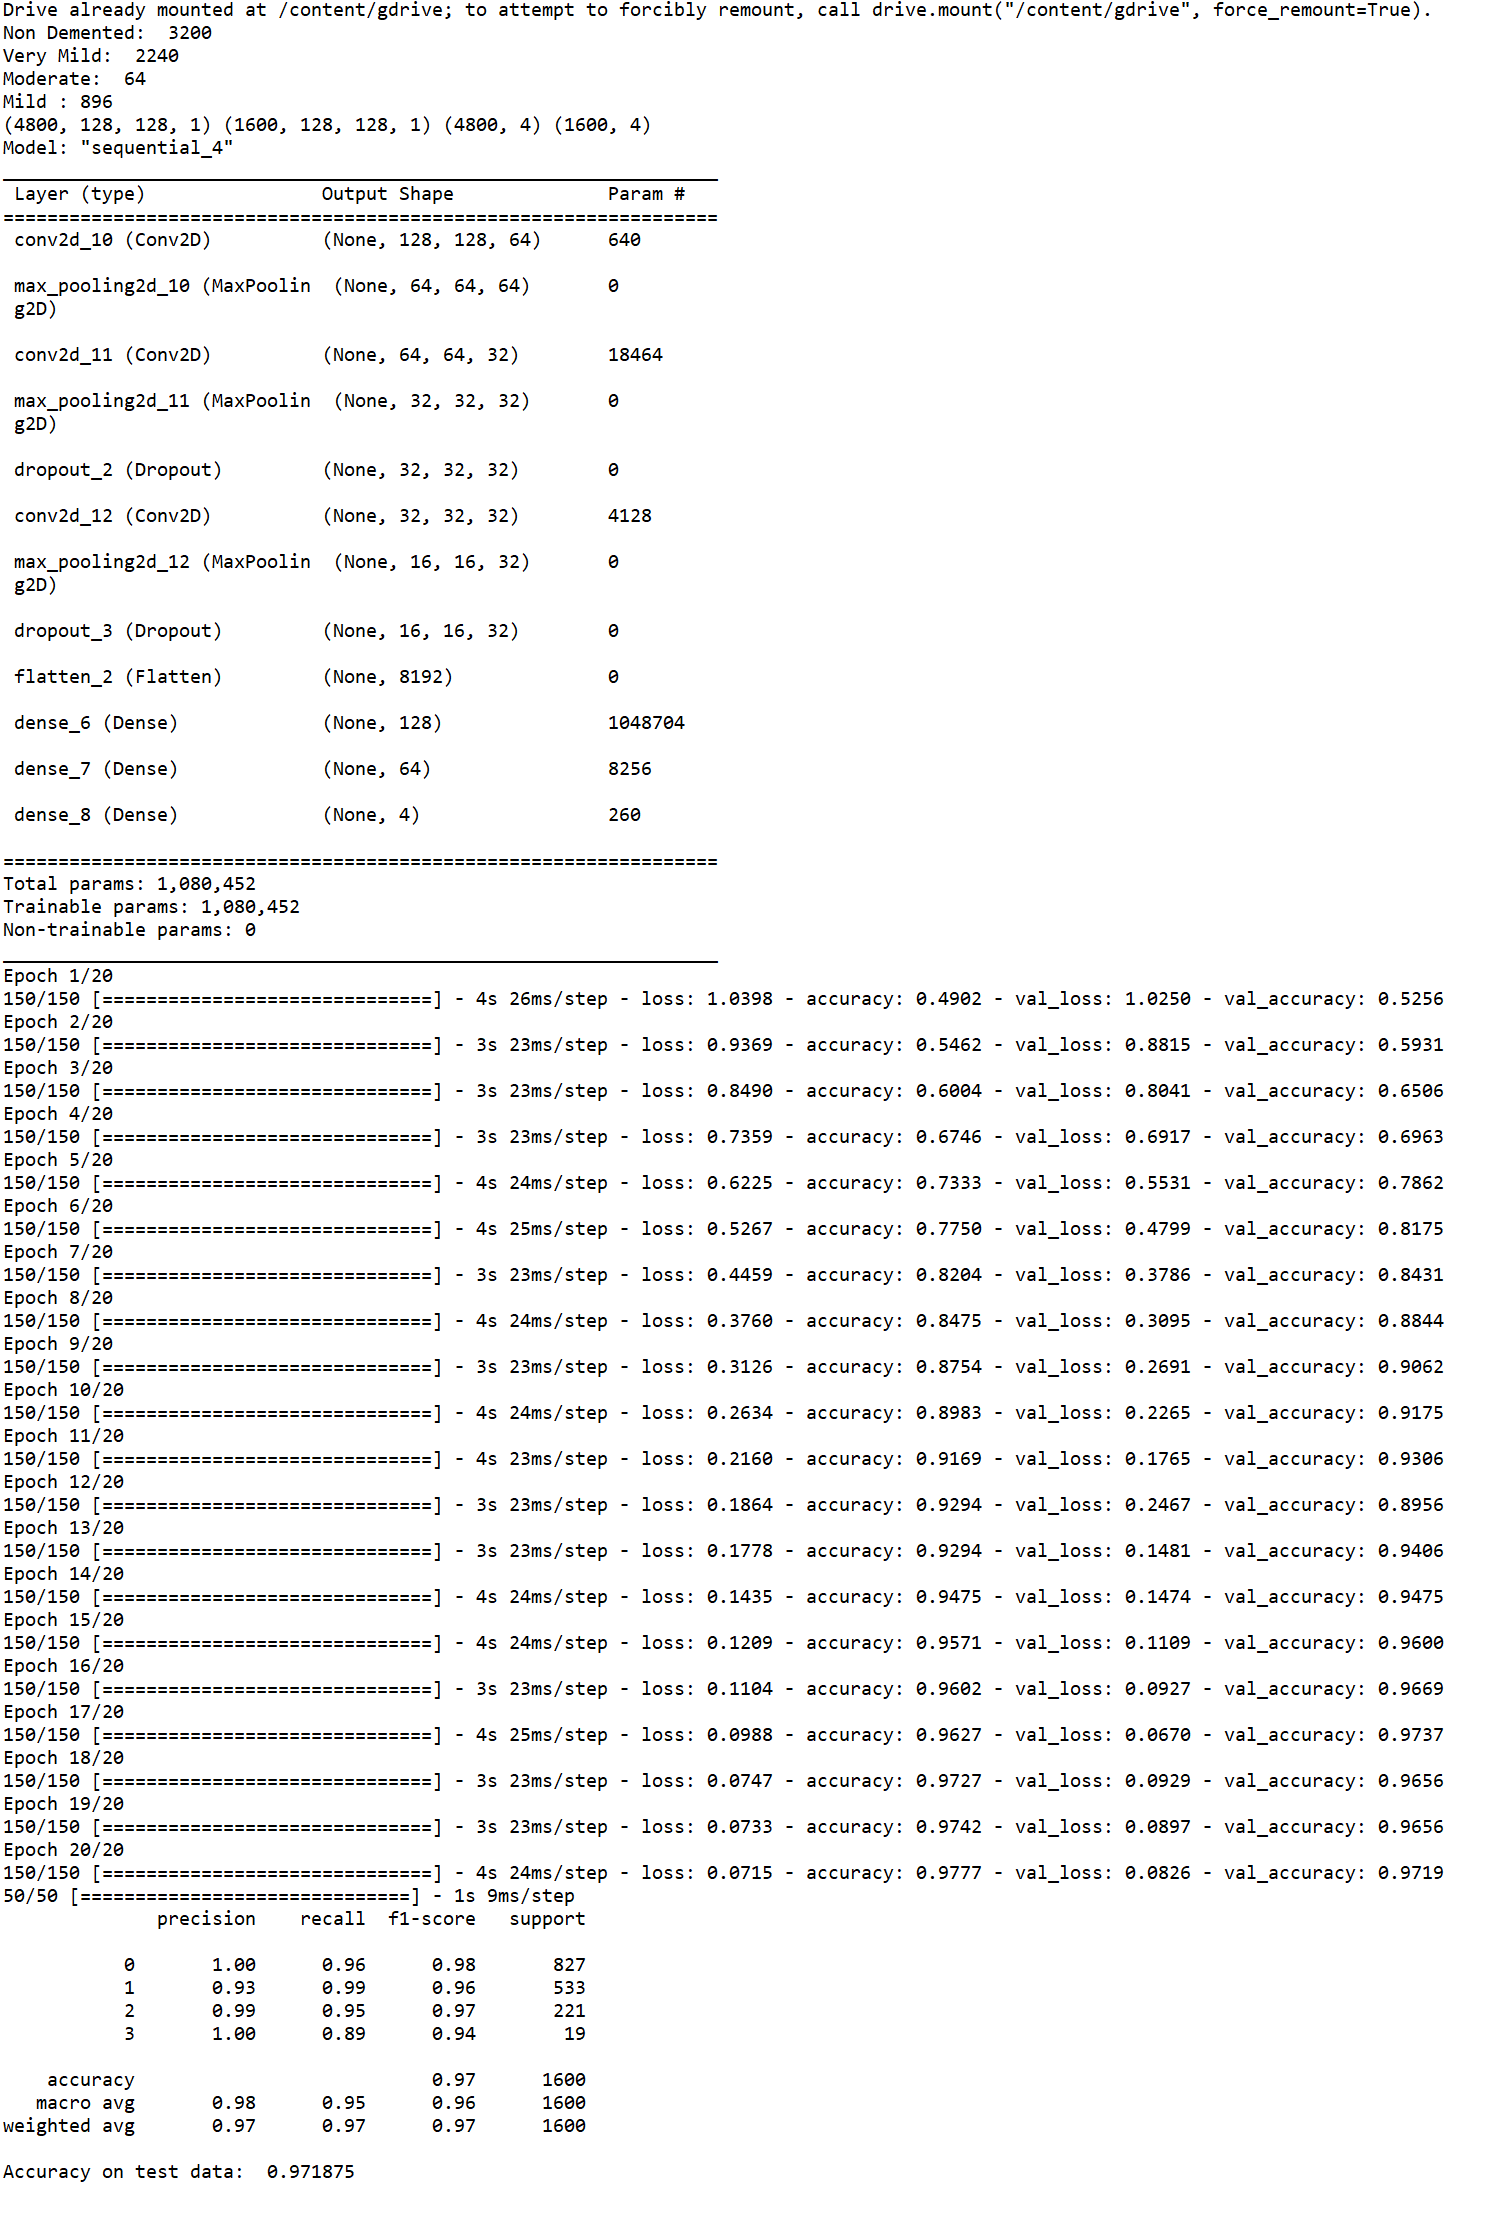 Drive already mounted at /content/gdrive; to attempt to forcibly remount, call drive.mount("/content/gdrive", force_remount=True).
Non Demented:  3200
Very Mild:  2240
Moderate:  64
Mild : 896
(4800, 128, 128, 1) (1600, 128, 128, 1) (4800, 4) (1600, 4)
Model: "sequential_4"
_________________________________________________________________
 Layer (type)                Output Shape              Param #
=================================================================
 conv2d_10 (Conv2D)          (None, 128, 128, 64)      640
 max_pooling2d_10 (MaxPoolin  (None, 64, 64, 64)       0
 g2D)
 conv2d_11 (Conv2D)          (None, 64, 64, 32)        18464
 max_pooling2d_11 (MaxPoolin  (None, 32, 32, 32)       0
 g2D)
 dropout_2 (Dropout)         (None, 32, 32, 32)        0
 conv2d_12 (Conv2D)          (None, 32, 32, 32)        4128
 max_pooling2d_12 (MaxPoolin  (None, 16, 16, 32)       0
 g2D)
 dropout_3 (Dropout)         (None, 16, 16, 32)        0
 flatten_2 (Flatten)         (None, 8192)              0
 dense_6 (Dense)             (None, 128)               1048704
 dense_7 (Dense)             (None, 64)                8256
 dense_8 (Dense)             (None, 4)                 260
=================================================================
Total params: 1,080,452
Trainable params: 1,080,452
Non-trainable params: 0
_________________________________________________________________
Epoch 1/20
150/150 [==============================] - 4s 26ms/step - loss: 1.0398 - accuracy: 0.4902 - val_loss: 1.0250 - val_accuracy: 0.5256
Epoch 2/20
150/150 [==============================] - 3s 23ms/step - loss: 0.9369 - accuracy: 0.5462 - val_loss: 0.8815 - val_accuracy: 0.5931
Epoch 3/20
150/150 [==============================] - 3s 23ms/step - loss: 0.8490 - accuracy: 0.6004 - val_loss: 0.8041 - val_accuracy: 0.6506
Epoch 4/20
150/150 [==============================] - 3s 23ms/step - loss: 0.7359 - accuracy: 0.6746 - val_loss: 0.6917 - val_accuracy: 0.6963
Epoch 5/20
150/150 [==============================] - 4s 24ms/step - loss: 0.6225 - accuracy: 0.7333 - val_loss: 0.5531 - val_accuracy: 0.7862
Epoch 6/20
150/150 [==============================] - 4s 25ms/step - loss: 0.5267 - accuracy: 0.7750 - val_loss: 0.4799 - val_accuracy: 0.8175
Epoch 7/20
150/150 [==============================] - 3s 23ms/step - loss: 0.4459 - accuracy: 0.8204 - val_loss: 0.3786 - val_accuracy: 0.8431
Epoch 8/20
150/150 [==============================] - 4s 24ms/step - loss: 0.3760 - accuracy: 0.8475 - val_loss: 0.3095 - val_accuracy: 0.8844
Epoch 9/20
150/150 [==============================] - 3s 23ms/step - loss: 0.3126 - accuracy: 0.8754 - val_loss: 0.2691 - val_accuracy: 0.9062
Epoch 10/20
150/150 [==============================] - 4s 24ms/step - loss: 0.2634 - accuracy: 0.8983 - val_loss: 0.2265 - val_accuracy: 0.9175
Epoch 11/20
150/150 [==============================] - 4s 23ms/step - loss: 0.2160 - accuracy: 0.9169 - val_loss: 0.1765 - val_accuracy: 0.9306
Epoch 12/20
150/150 [==============================] - 3s 23ms/step - loss: 0.1864 - accuracy: 0.9294 - val_loss: 0.2467 - val_accuracy: 0.8956
Epoch 13/20
150/150 [==============================] - 3s 23ms/step - loss: 0.1778 - accuracy: 0.9294 - val_loss: 0.1481 - val_accuracy: 0.9406
Epoch 14/20
150/150 [==============================] - 4s 24ms/step - loss: 0.1435 - accuracy: 0.9475 - val_loss: 0.1474 - val_accuracy: 0.9475
Epoch 15/20
150/150 [==============================] - 4s 24ms/step - loss: 0.1209 - accuracy: 0.9571 - val_loss: 0.1109 - val_accuracy: 0.9600
Epoch 16/20
150/150 [==============================] - 3s 23ms/step - loss: 0.1104 - accuracy: 0.9602 - val_loss: 0.0927 - val_accuracy: 0.9669
Epoch 17/20
150/150 [==============================] - 4s 25ms/step - loss: 0.0988 - accuracy: 0.9627 - val_loss: 0.0670 - val_accuracy: 0.9737
Epoch 18/20
150/150 [==============================] - 3s 23ms/step - loss: 0.0747 - accuracy: 0.9727 - val_loss: 0.0929 - val_accuracy: 0.9656
Epoch 19/20
150/150 [==============================] - 3s 23ms/step - loss: 0.0733 - accuracy: 0.9742 - val_loss: 0.0897 - val_accuracy: 0.9656
Epoch 20/20
150/150 [==============================] - 4s 24ms/step - loss: 0.0715 - accuracy: 0.9777 - val_loss: 0.0826 - val_accuracy: 0.9719
50/50 [==============================] - 1s 9ms/step
              precision    recall  f1-score   support
           0       1.00      0.96      0.98       827
           1       0.93      0.99      0.96       533
           2       0.99      0.95      0.97       221
           3       1.00      0.89      0.94        19
    accuracy                           0.97      1600
   macro avg       0.98      0.95      0.96      1600
weighted avg       0.97      0.97      0.97      1600
Accuracy on test data:  0.971875